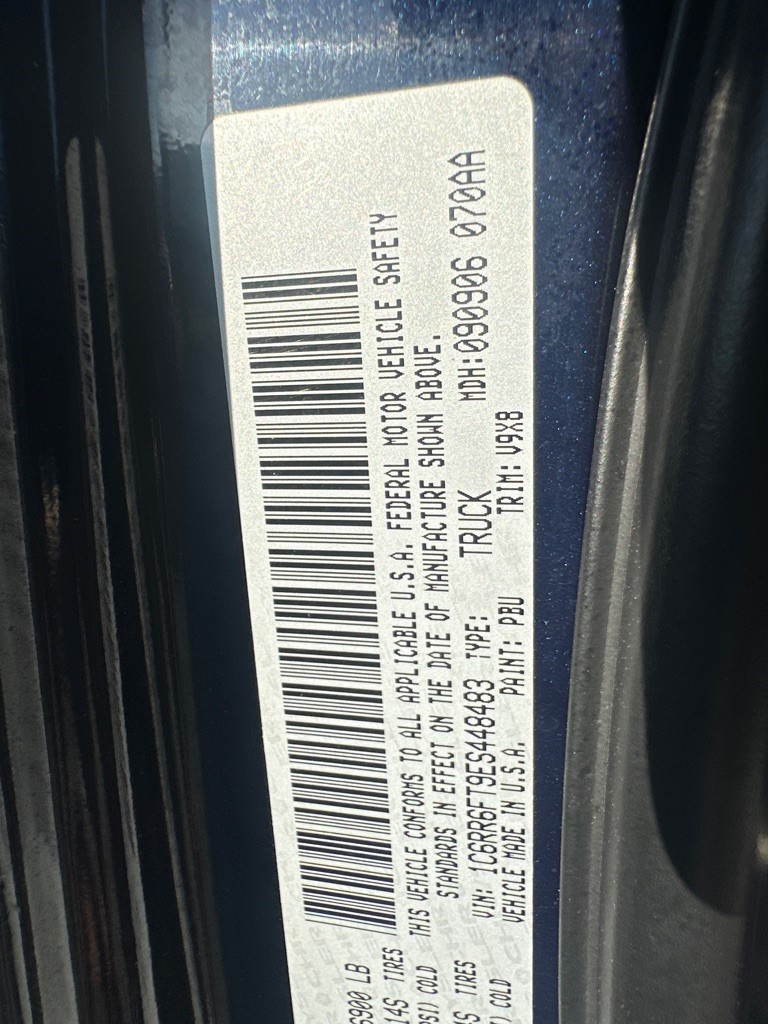 6900 LB
14S TIRES
PSI) COLD
4S TIRES
I) COLD
THIS VEHICLE CONFORMS TO ALL APPLICABLE U.S.A. FEDERAL MOTOR VEHICLE SAFETY
STANDARDS IN EFFECT ON THE DATE OF MANUFACTURE SHOWN ABOVE.
VIN: 1C6RR6FT9ES448483 TYPE: TRUCK MDH:090906 070AA
VEHICLE MADE IN U.S.A. PAINT: PBU TRIM: V9X8